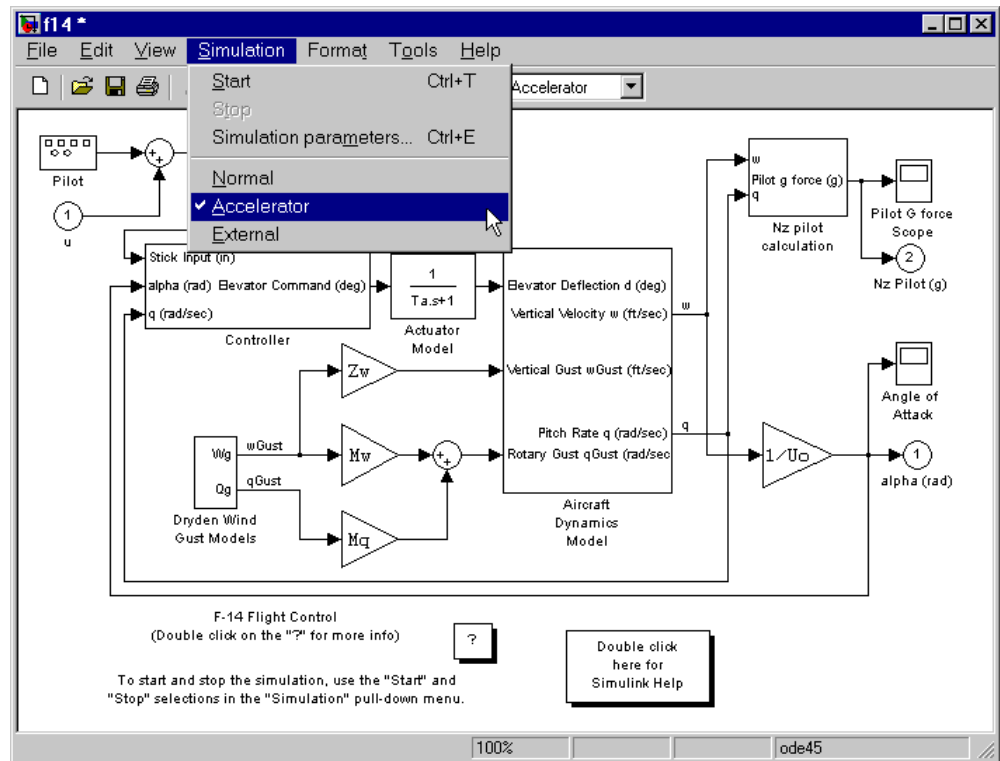 f14 *
File Edit View Simulation Format Tools Help
Start Ctrl+T
Stop
Simulation parameters... Ctrl+E
Normal
Accelerator
External
Accelerator
Pilot
1
u
+
+
Stick Input (in)
alpha (rad) Elevator Command (deg)
q (rad/sec)
Controller
1
Ta.s+1
Actuator
Model
Elevator Deflection d (deg)
Vertical Velocity w (ft/sec)
Vertical Gust wGust (ft/sec)
Pitch Rate q (rad/sec)
Rotary Gust qGust (rad/sec
Aircraft
Dynamics
Model
w
q
w
Pilot g force (g)
q
Nz pilot
calculation
Pilot G force
Scope
2
Nz Pilot (g)
Angle of
Attack
1/Uo
1
alpha (rad)
Zw
Mw
Mq
+
+
Wg
Qg
wGust
qGust
Dryden Wind
Gust Models
F-14 Flight Control
(Double click on the "?" for more info)
?
Double click
here for
Simulink Help
To start and stop the simulation, use the "Start" and
"Stop" selections in the "Simulation" pull-down menu.
100%
ode45